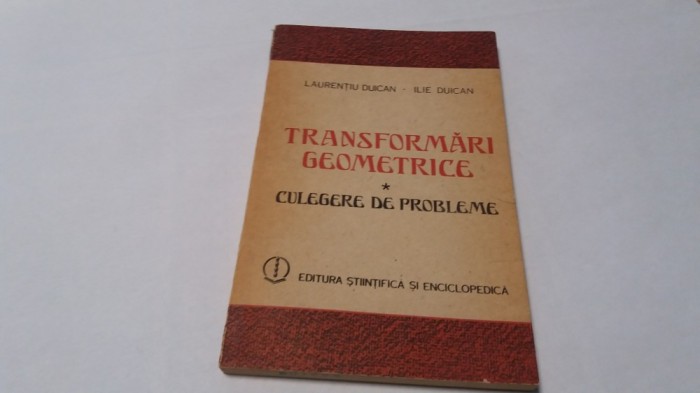 LAURENȚIU DUICAN · ILIE DUICAN
TRANSFORMĂRI
GEOMETRICE
*
CULEGERE DE PROBLEME
EDITURA ȘTIINȚIFICĂ ȘI ENCICLOPEDICĂ